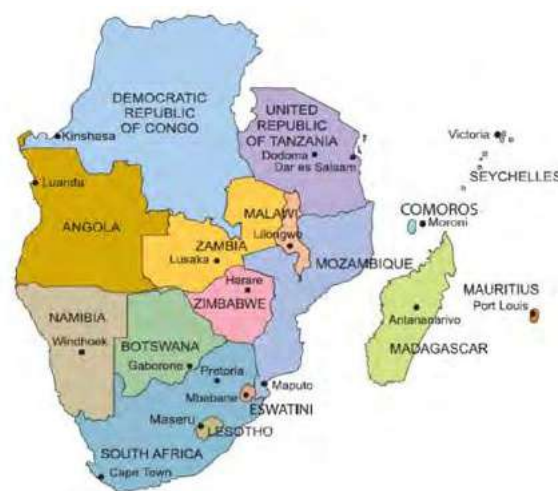 DEMOCRATIC
REPUBLIC
OF CONGO
Kinshasa
UNITED
REPUBLIC
OF TANZANIA
Dodoma
Dar es Salaam
Victoria
SEYCHELLES
Luanda
ANGOLA
MALAWI
Lilongwe
COMOROS
Moroni
ZAMBIA
Lusaka
MOZAMBIQUE
Harare
ZIMBABWE
MAURITIUS
Port Louis
NAMIBIA
Windhoek
Antananarivo
MADAGASCAR
BOTSWANA
Gaborone
Pretoria
Maputo
Mbabane
ESWATINI
Maseru
LESOTHO
SOUTH AFRICA
Cape Town